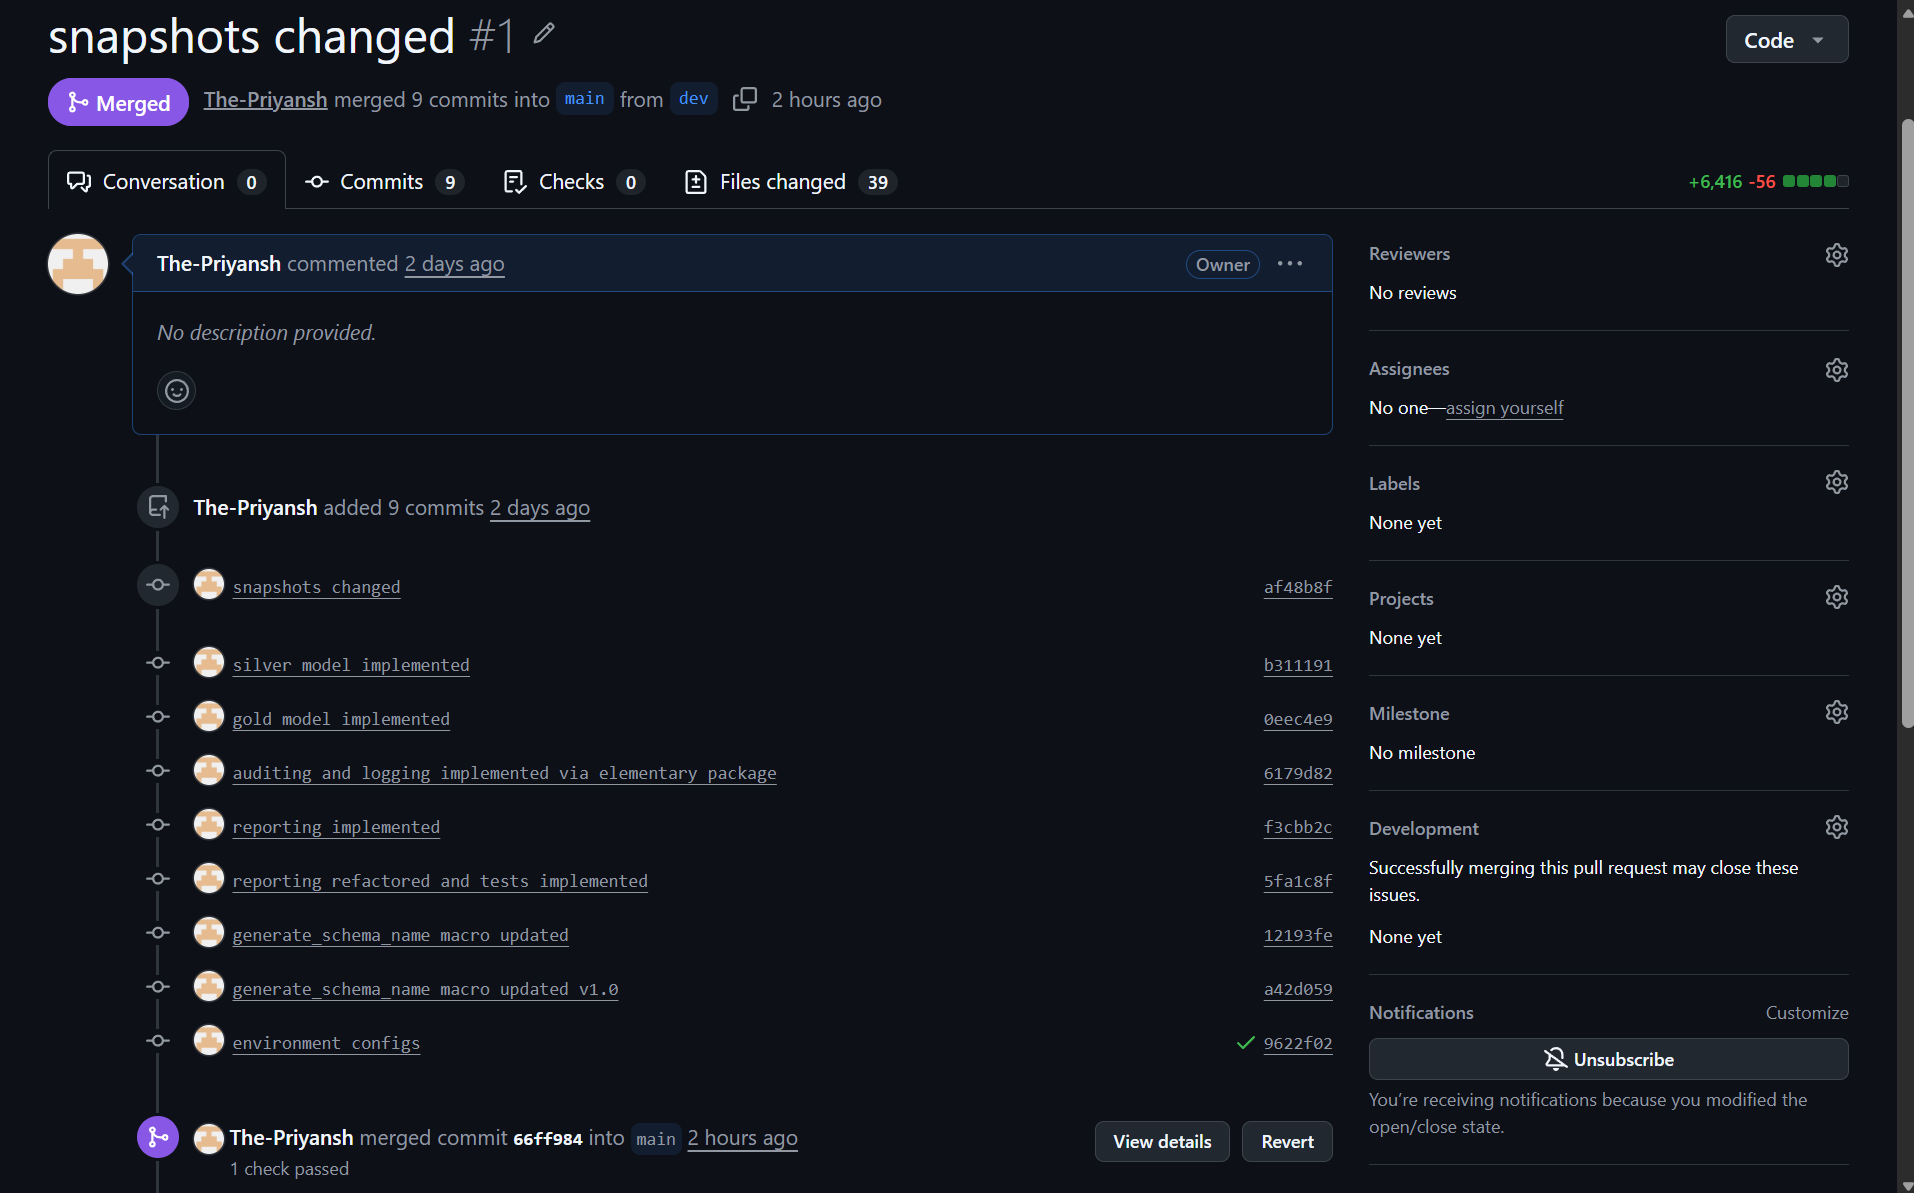 snapshots changed #1
Code
Merged The-Priyansh merged 9 commits into main from dev 2 hours ago
Conversation 0 Commits 9 Checks 0 Files changed 39 +6,416 -56
The-Priyansh commented 2 days ago Owner
No description provided.
The-Priyansh added 9 commits 2 days ago
snapshots changed af48b8f
silver model implemented b311191
gold model implemented 0eec4e9
auditing and logging implemented via elementary package 6179d82
reporting implemented f3cbb2c
reporting refactored and tests implemented 5fa1c8f
generate_schema_name macro updated 12193fe
generate_schema_name macro updated v1.0 a42d059
environment configs 9622f02
The-Priyansh merged commit 66ff984 into main 2 hours ago
1 check passed
View details Revert
Reviewers
No reviews
Assignees
No one—assign yourself
Labels
None yet
Projects
None yet
Milestone
No milestone
Development
Successfully merging this pull request may close these
issues.
None yet
Notifications Customize
Unsubscribe
You’re receiving notifications because you modified the
open/close state.